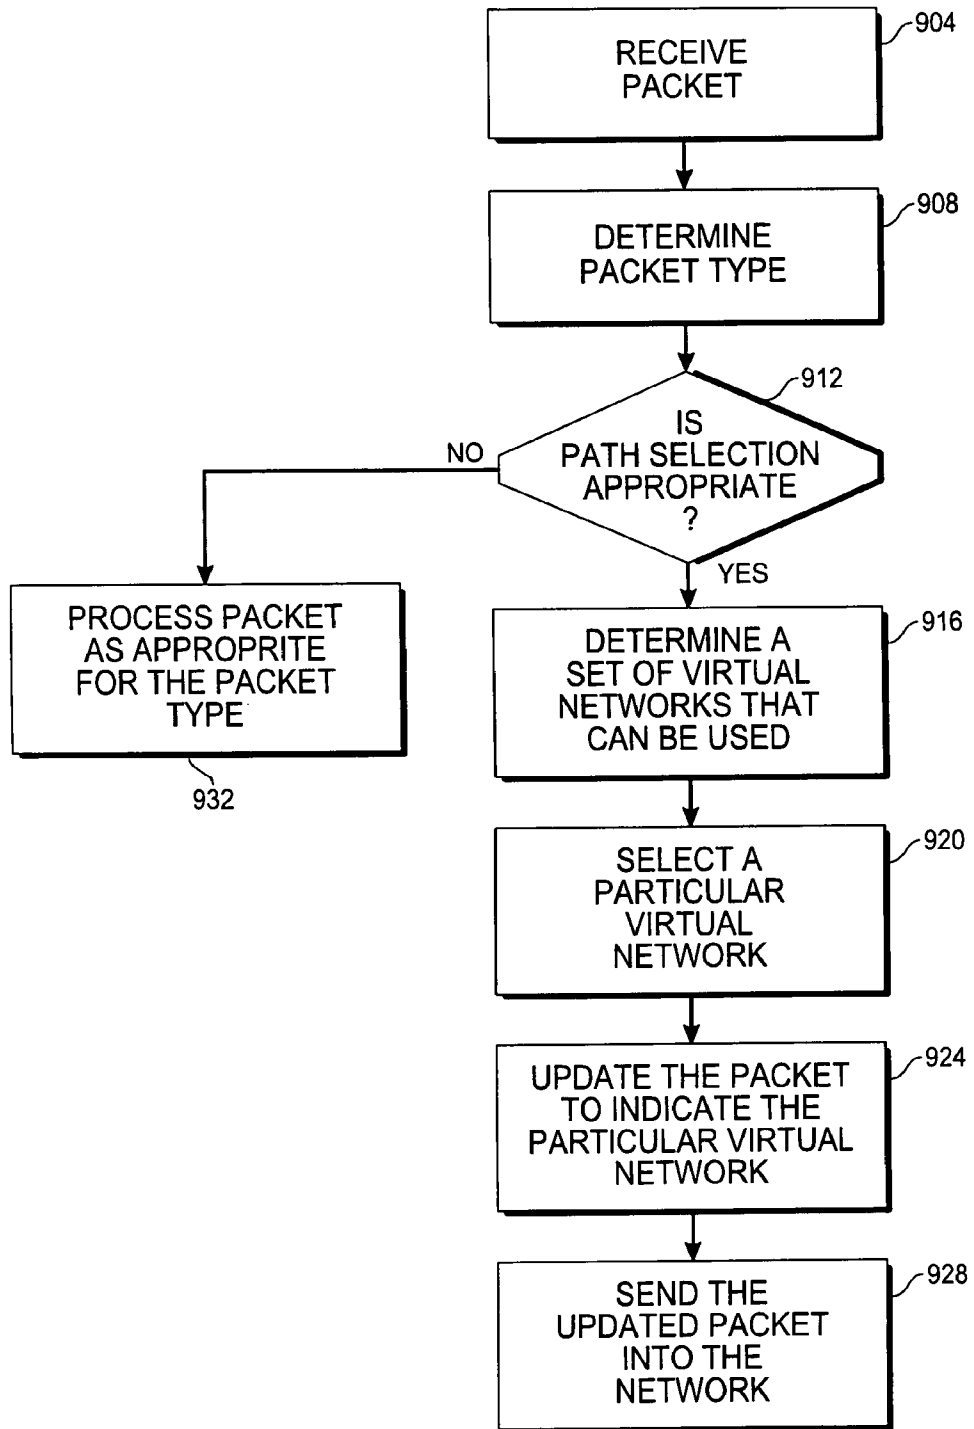 RECEIVE
PACKET
904
DETERMINE
PACKET TYPE
908
912
IS
PATH SELECTION
APPROPRIATE
?
NO
YES
PROCESS PACKET
AS APPROPRITE
FOR THE PACKET
TYPE
932
DETERMINE A
SET OF VIRTUAL
NETWORKS THAT
CAN BE USED
916
SELECT A
PARTICULAR
VIRTUAL
NETWORK
920
UPDATE THE PACKET
TO INDICATE THE
PARTICULAR VIRTUAL
NETWORK
924
SEND THE
UPDATED PACKET
INTO THE
NETWORK
928